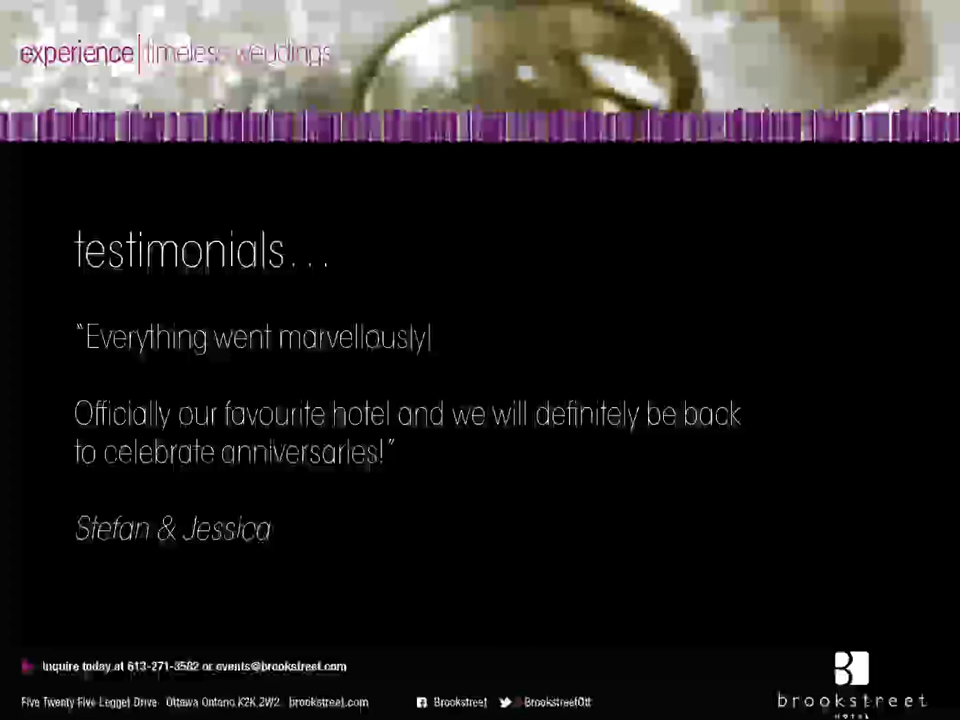 experience | timeless weddings
testimonials...
"Everything went marvellously!
Officially our favourite hotel and we will definitely be back
to celebrate anniversaries!"
Stefan & Jessica
Inquire today at 613-271-3582 or events@brookstreet.com
Five Twenty Five Legget Drive Ottawa Ontario K2K 2W2 brookstreet.com Brookstreet BrookstreetOtt
brookstreet
HOTEL